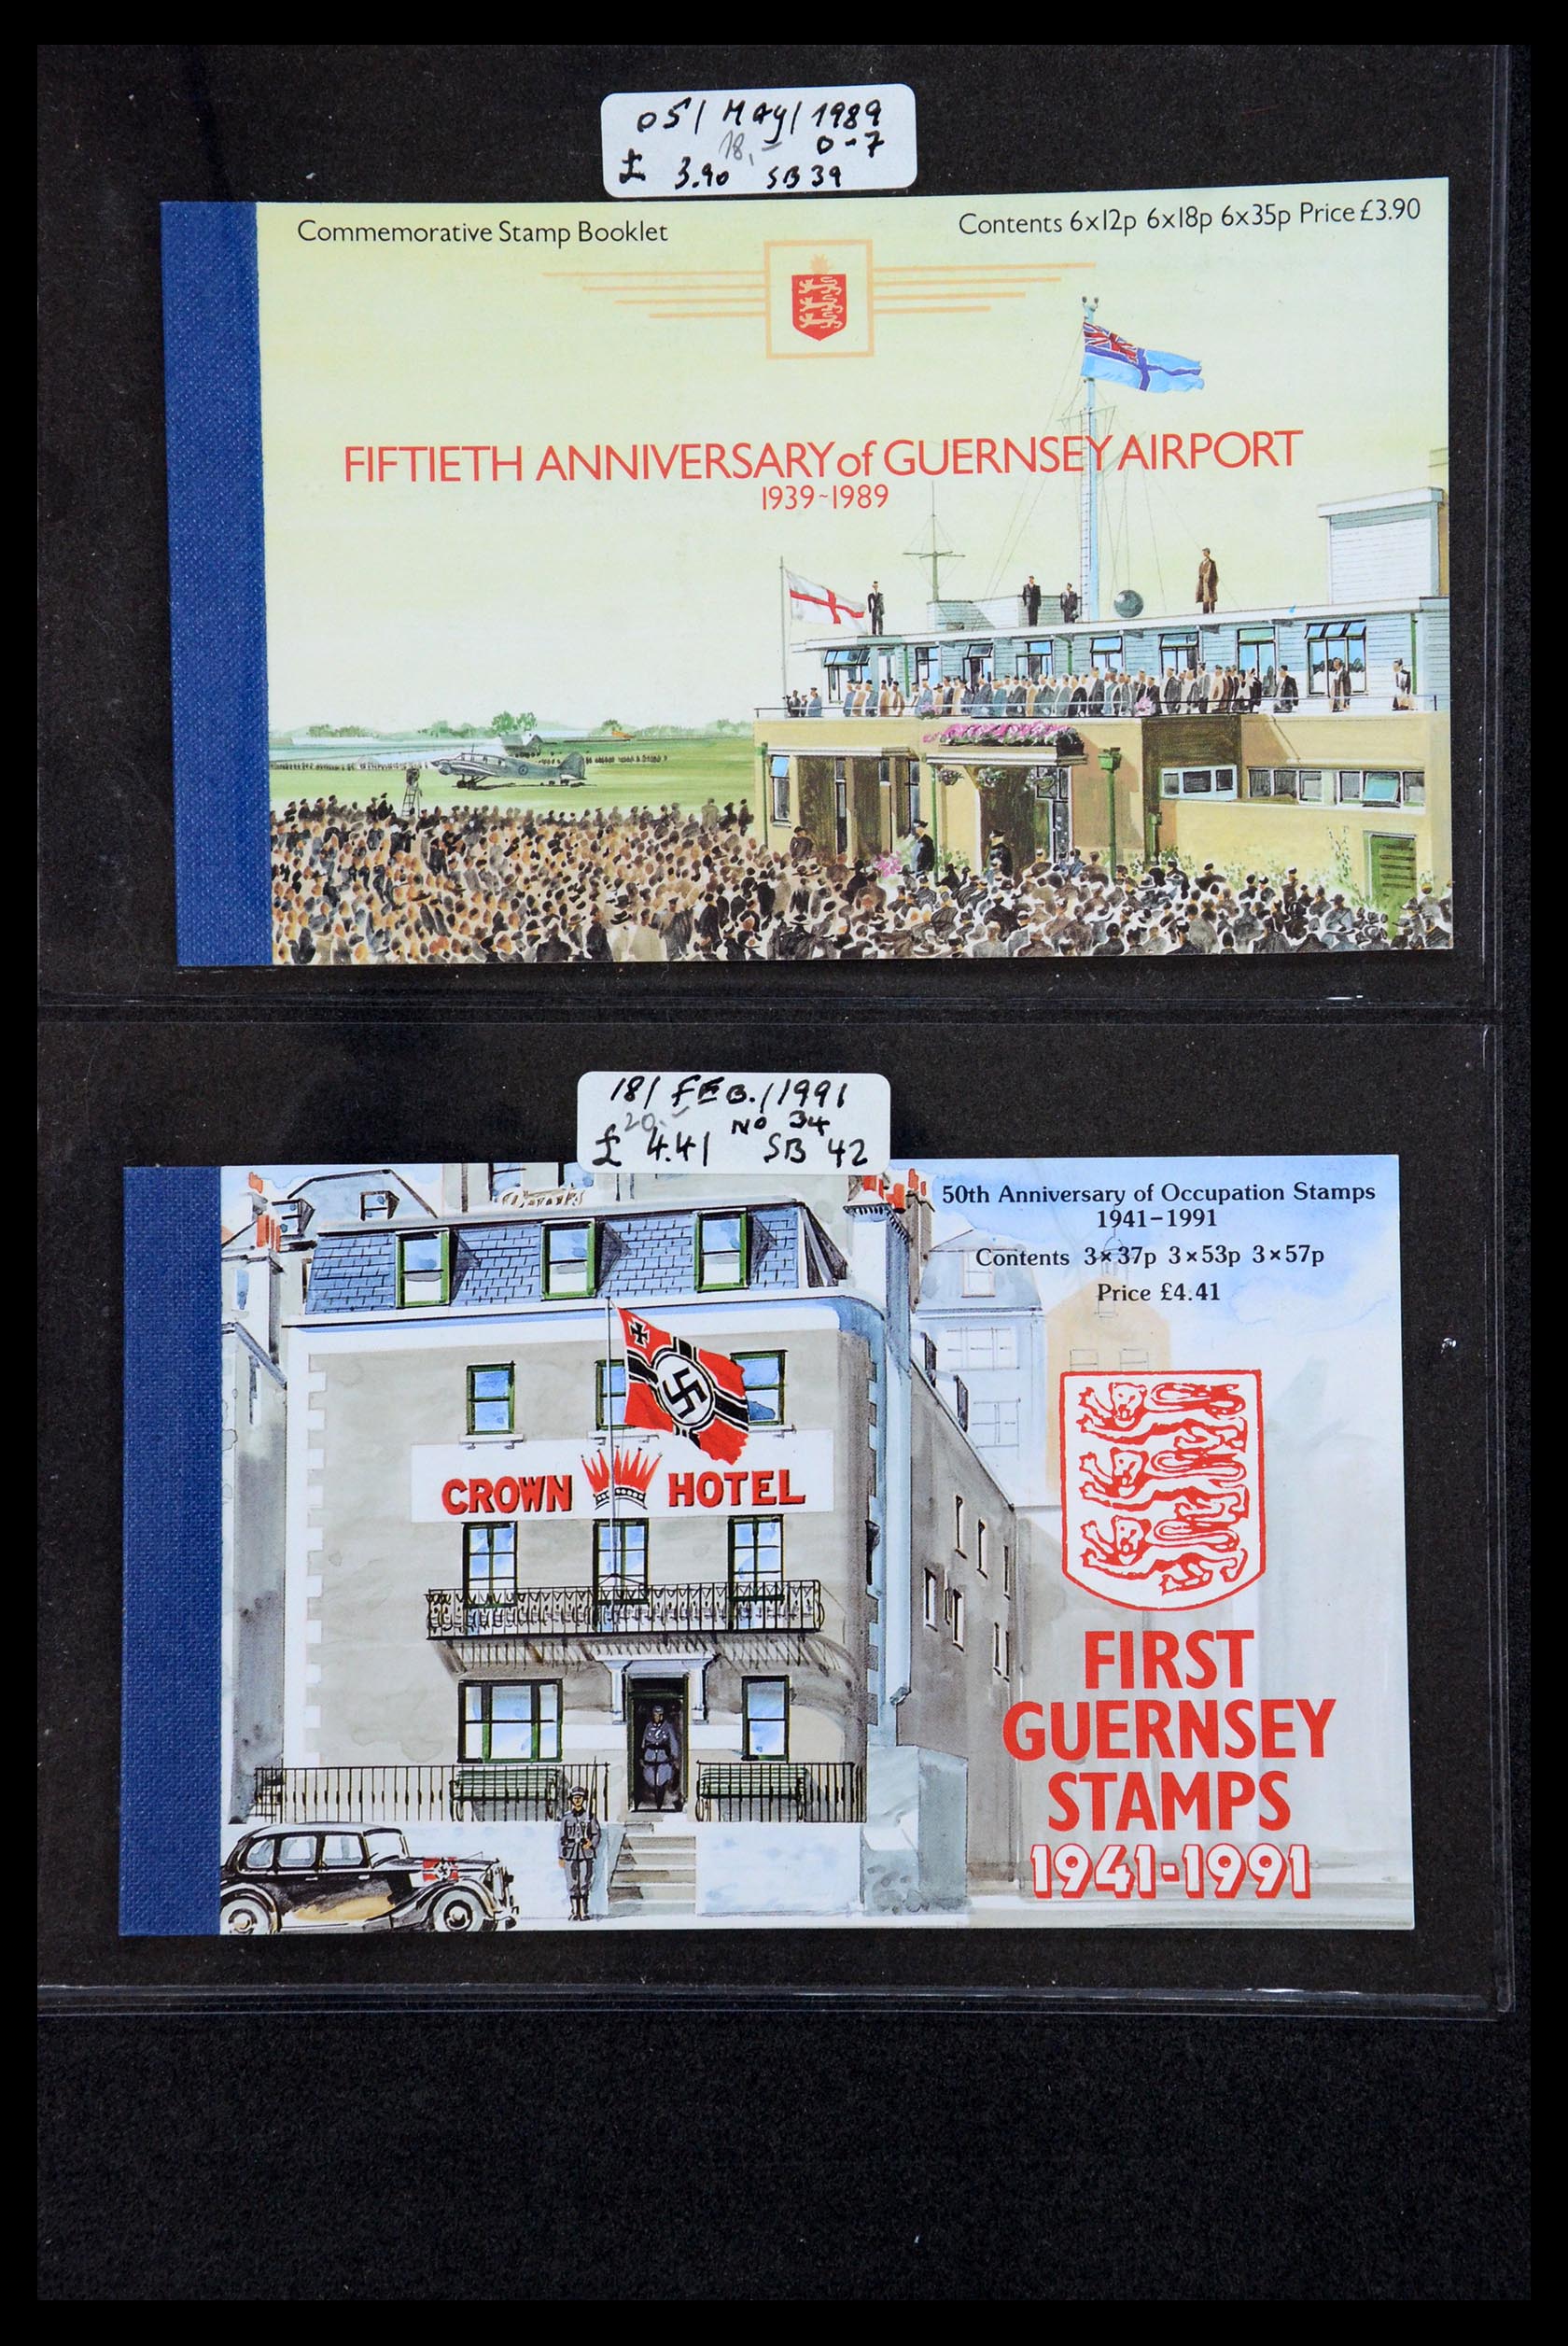 05/ May/ 1989
18,- 0-7
£ 3.90 SB39
Commemorative Stamp Booklet
Contents 6x12p 6x18p 6x35p Price £3.90
FIFTIETH ANNIVERSARY of GUERNSEY AIRPORT
1939~1989
18/ FEB./1991
20.- No 34
£ 4.41 SB 42
50th Anniversary of Occupation Stamps
1941–1991
Contents 3×37p 3×53p 3×57p
Price £4.41
CROWN HOTEL
FIRST
GUERNSEY
STAMPS
1941-1991